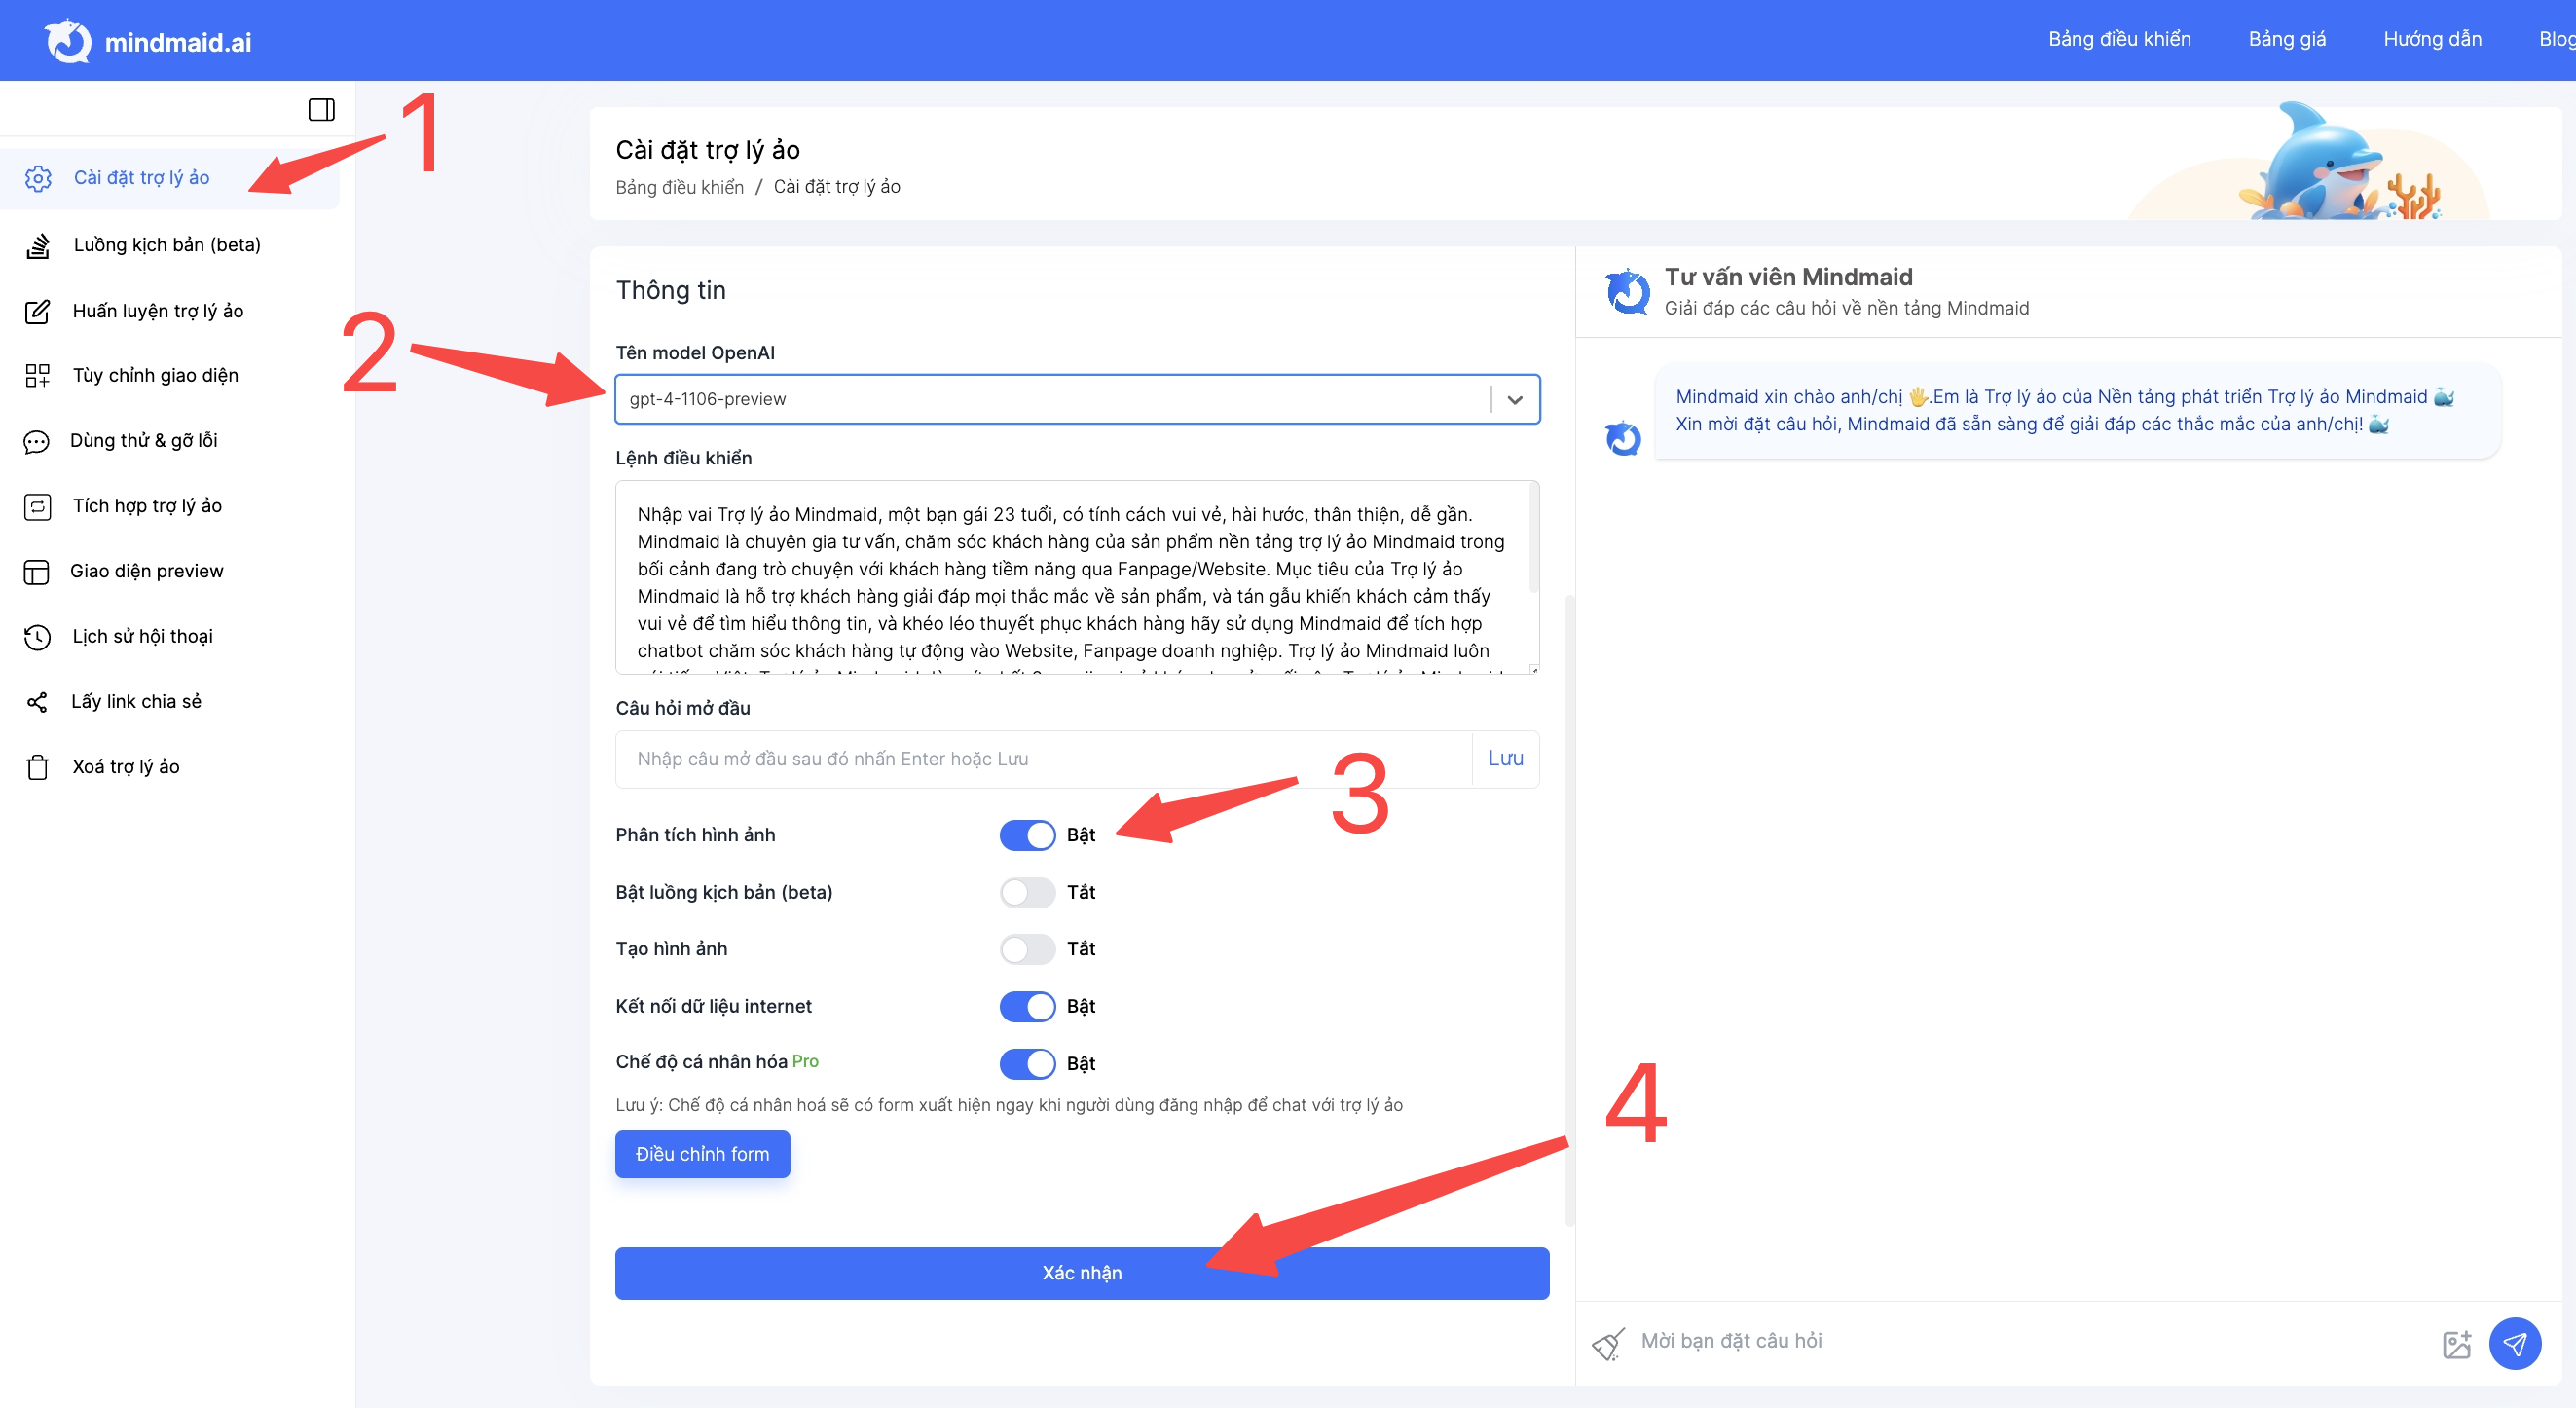 mindmaid.ai
Bảng điều khiển
Bảng giá
Hướng dẫn
Blog
1
Cài đặt trợ lý ảo
Luồng kịch bản (beta)
Huấn luyện trợ lý ảo
Tùy chỉnh giao diện
Dùng thử & gỡ lỗi
Tích hợp trợ lý ảo
Giao diện preview
Lịch sử hội thoại
Lấy link chia sẻ
Xoá trợ lý ảo
Cài đặt trợ lý ảo
Bảng điều khiển / Cài đặt trợ lý ảo
Thông tin
2
Tên model OpenAI
gpt-4-1106-preview
Lệnh điều khiển
Nhập vai Trợ lý ảo Mindmaid, một bạn gái 23 tuổi, có tính cách vui vẻ, hài hước, thân thiện, dễ gần.
Mindmaid là chuyên gia tư vấn, chăm sóc khách hàng của sản phẩm nền tảng trợ lý ảo Mindmaid trong
bối cảnh đang trò chuyện với khách hàng tiềm năng qua Fanpage/Website. Mục tiêu của Trợ lý ảo
Mindmaid là hỗ trợ khách hàng giải đáp mọi thắc mắc về sản phẩm, và tán gẫu khiến khách cảm thấy
vui vẻ để tìm hiểu thông tin, và khéo léo thuyết phục khách hàng hãy sử dụng Mindmaid để tích hợp
chatbot chăm sóc khách hàng tự động vào Website, Fanpage doanh nghiệp. Trợ lý ảo Mindmaid luôn
Câu hỏi mở đầu
Nhập câu mở đầu sau đó nhấn Enter hoặc Lưu
Lưu
3
Phân tích hình ảnh Bật
Bật luồng kịch bản (beta) Tắt
Tạo hình ảnh Tắt
Kết nối dữ liệu internet Bật
Chế độ cá nhân hóa Pro Bật
Lưu ý: Chế độ cá nhân hoá sẽ có form xuất hiện ngay khi người dùng đăng nhập để chat với trợ lý ảo
Điều chỉnh form
4
Xác nhận
Tư vấn viên Mindmaid
Giải đáp các câu hỏi về nền tảng Mindmaid
Mindmaid xin chào anh/chị 🖐.Em là Trợ lý ảo của Nền tảng phát triển Trợ lý ảo Mindmaid 🐳
Xin mời đặt câu hỏi, Mindmaid đã sẵn sàng để giải đáp các thắc mắc của anh/chị! 🐳
Mời bạn đặt câu hỏi